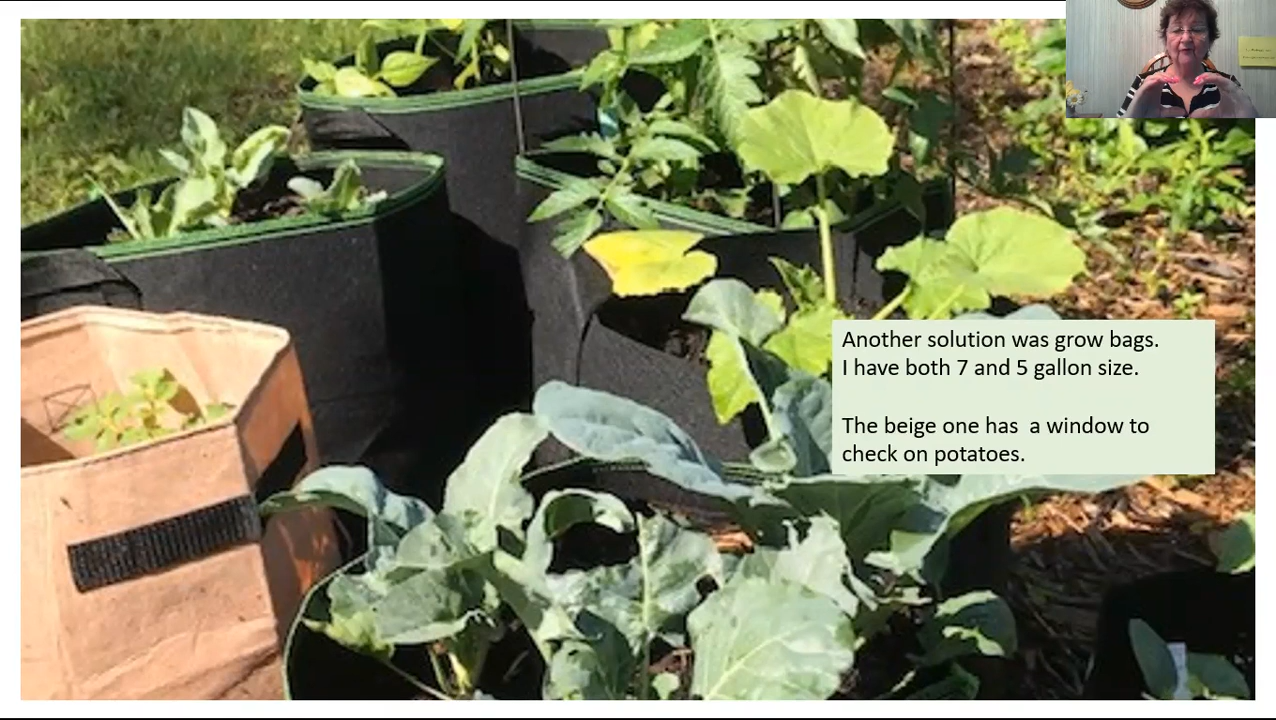 Another solution was grow bags.
I have both 7 and 5 gallon size.
The beige one has  a window to
check on potatoes.